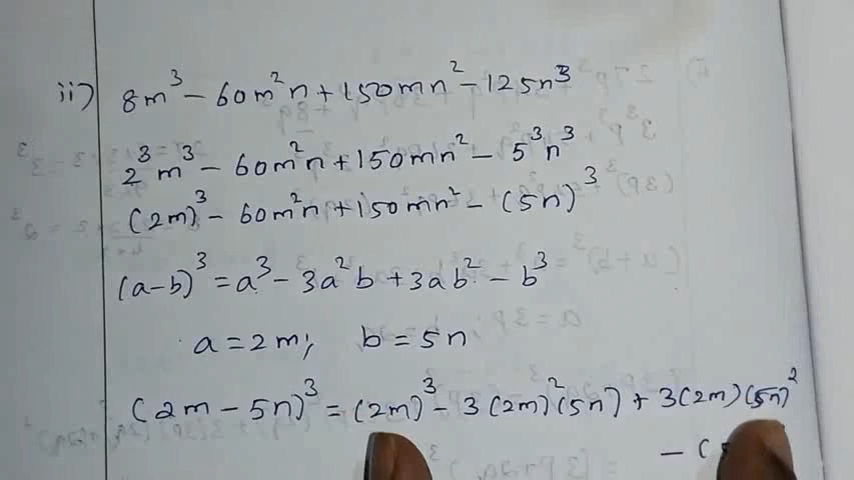 ii) 8m³ - 60m²n + 150mn² - 125n³
2³m³ - 60m²n + 150mn² - 5³n³
(2m)³ - 60m²n + 150mn² - (5n)³
(a-b)³ = a³ - 3a²b + 3ab² - b³
a = 2m; b = 5n
(2m - 5n)³ = (2m)³ - 3(2m)²(5n) + 3(2m)(5n)²
- (